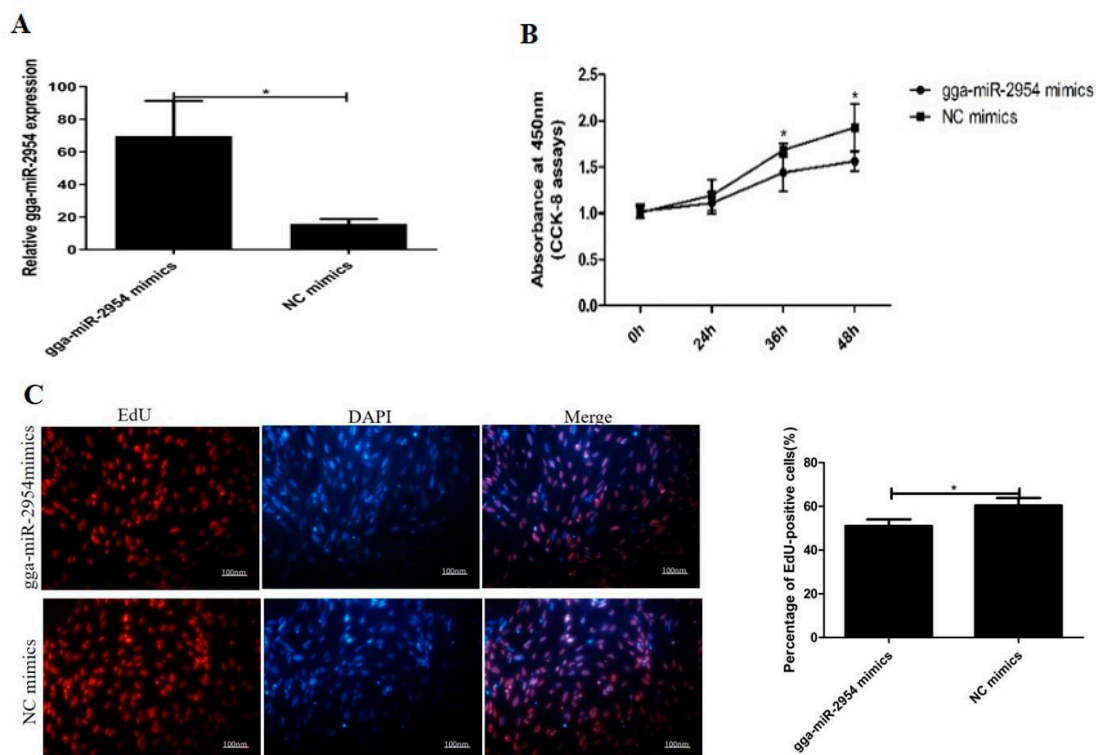 A
Relative gga-miR-2954 expression
100
80
60
40
20
0
*
gga-miR-2954 mimics
NC mimics
B
Absorbance at 450nm
(CCK-8 assays)
2.5
2.0
1.5
1.0
0.5
0.0
*
*
0h
24h
36h
48h
gga-miR-2954 mimics
NC mimics
C
EdU
DAPI
Merge
gga-miR-2954mimics
100nm
100nm
100nm
NC mimics
100nm
100nm
100nm
Percentage of EdU-positive cells(%)
80
60
40
20
0
*
gga-miR-2954 mimics
NC mimics